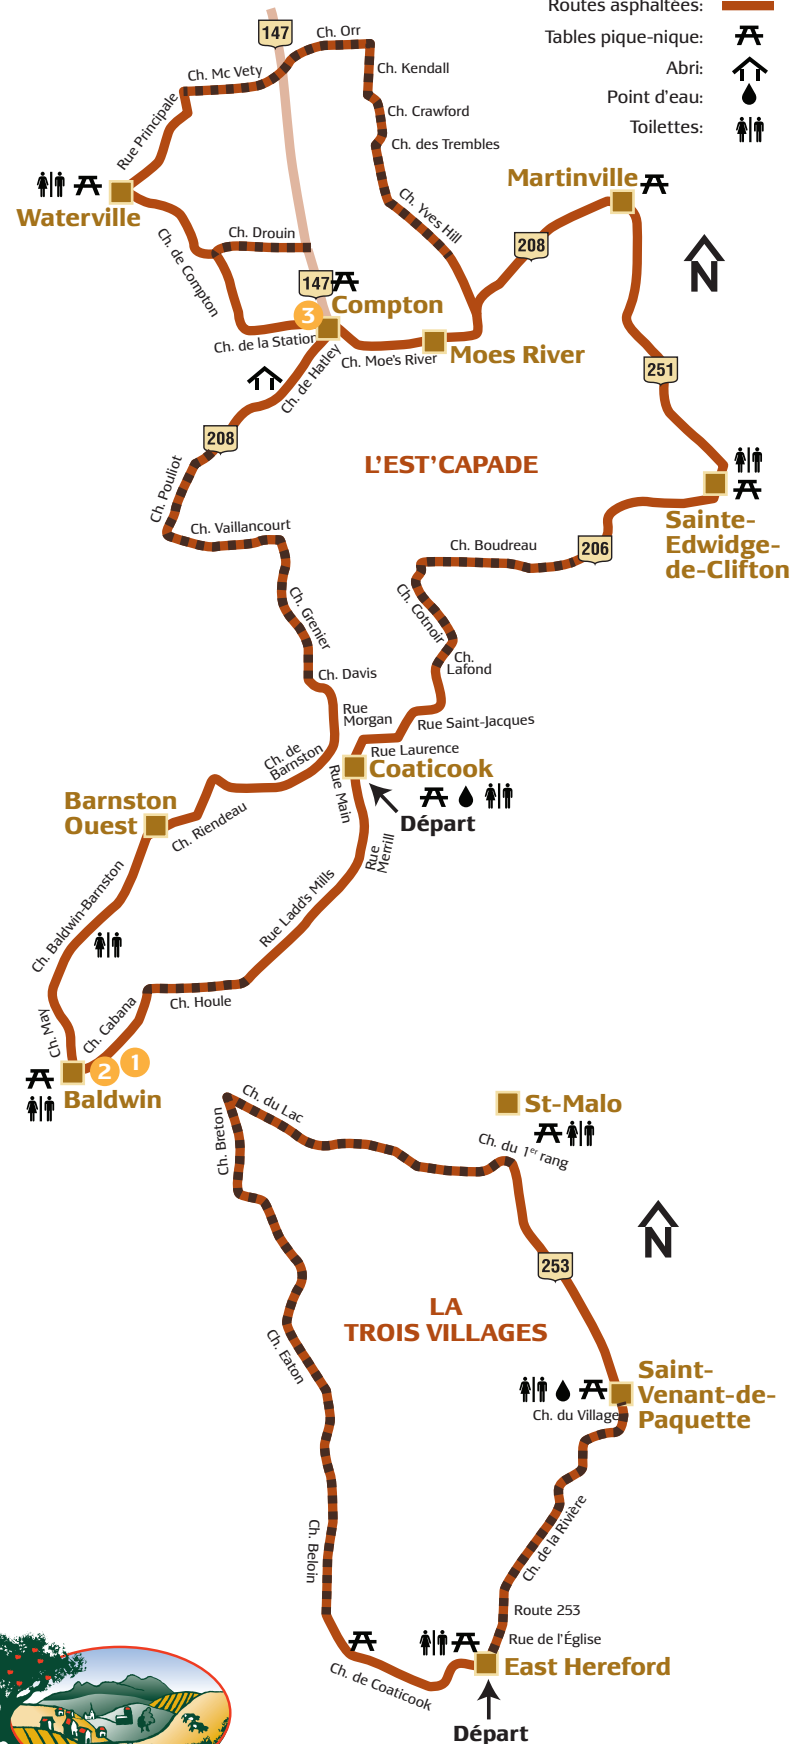 Routes asphaltées:
Tables pique-nique:
Abri:
Point d'eau:
Toilettes:
147
Ch. Orr
Ch. Mc Vety
Ch. Kendall
Rue Principale
Ch. Crawford
Ch. des Trembles
Martinville
Waterville
Ch. Yves Hill
Ch. Drouin
208
N
Ch. de Compton
147
Compton
3
Ch. de la Station
Ch. Moe's River
Moes River
Ch. de Hatley
251
208
L'EST'CAPADE
Ch. Pouliot
Ch. Vaillancourt
Sainte-
Edwidge-
de-Clifton
Ch. Boudreau
206
Ch. Grenier
Ch. Cotnoir
Ch.
Lafond
Ch. Davis
Rue
Morgan
Rue Saint-Jacques
Ch. de
Barnston
Rue Laurence
Coaticook
Rue Main
Départ
Barnston
Ouest
Ch. Riendeau
Rue
Merrill
Ch. Baldwin-Barnston
Rue Ladd's Mills
Ch. Houle
Ch. May
Ch. Cabana
1
2
Baldwin
Ch. du Lac
St-Malo
Ch. Breton
Ch. du 1er rang
N
253
LA
TROIS VILLAGES
Ch. Eaton
Saint-
Venant-de-
Paquette
Ch. du Village
Ch. de la Rivière
Ch. Beloin
Route 253
Rue de l'Église
East Hereford
Ch. de Coaticook
Départ